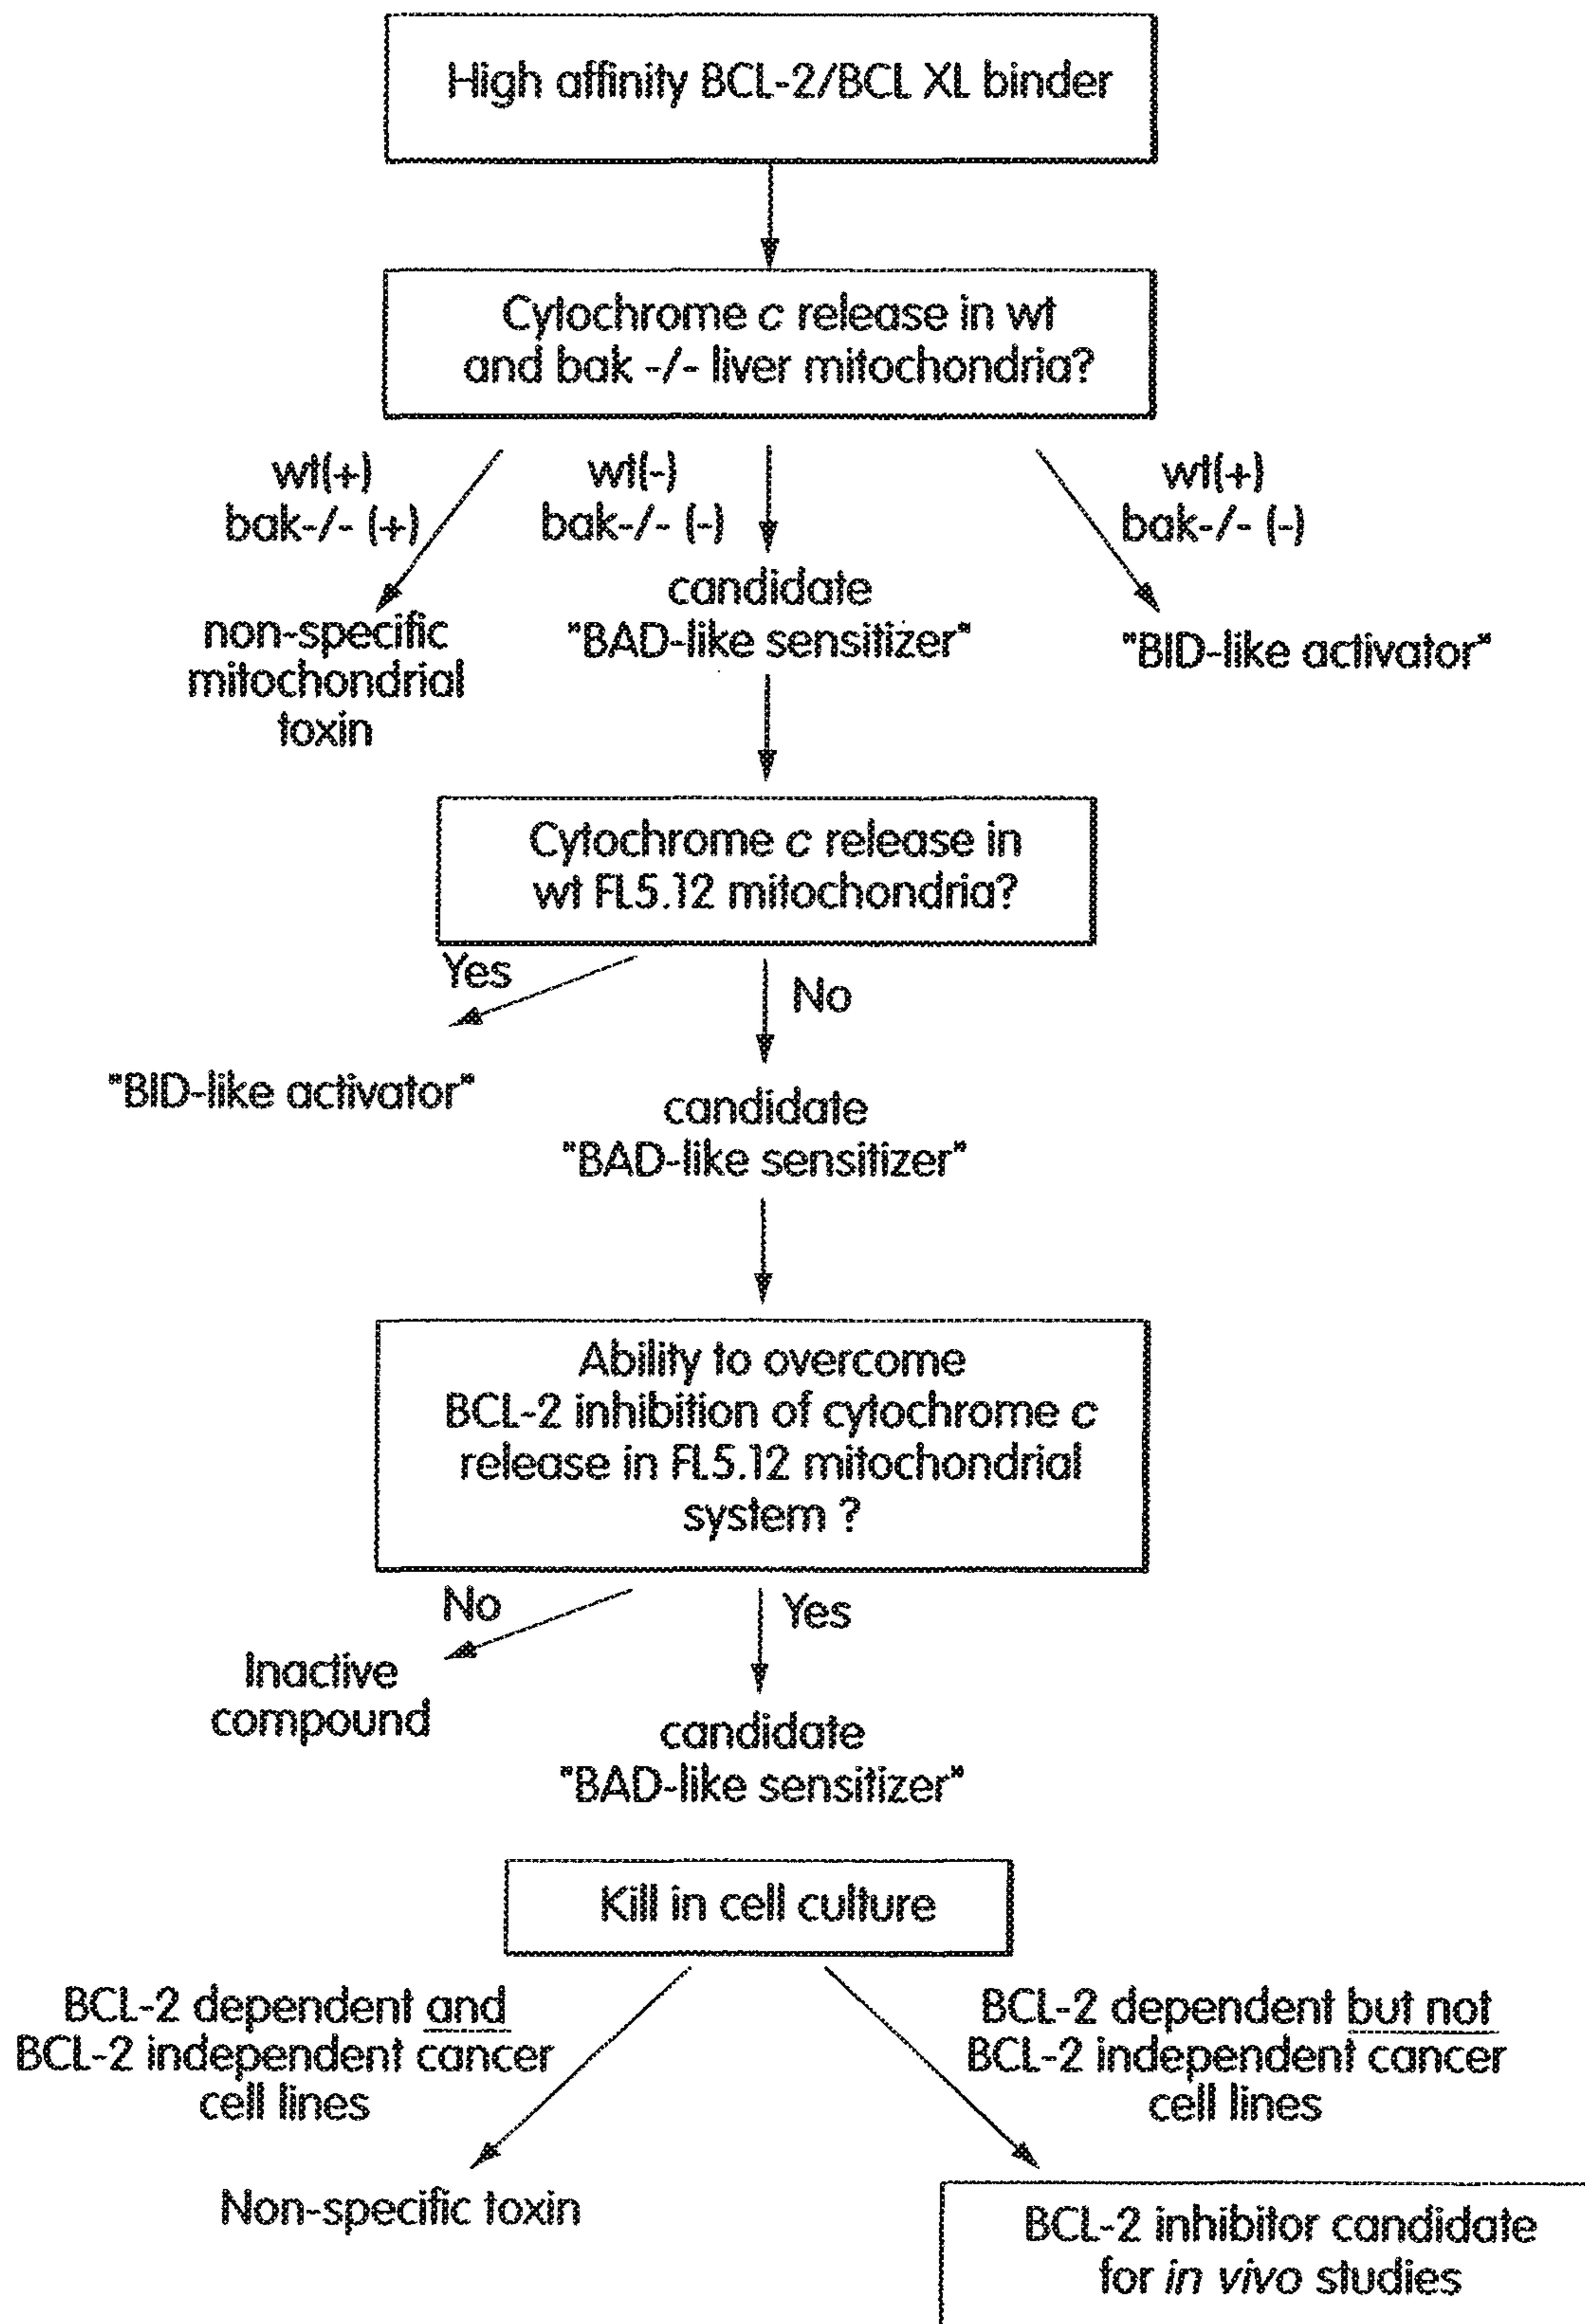 High affinity BCL-2/BCL XL binder
Cytochrome c release in wt
and bak -/- liver mitochondria?
wt(+)
bak-/- (+)
wt(-)
bak-/- (-)
wt(+)
bak-/- (-)
non-specific
mitochondrial
toxin
candidate
"BAD-like sensitizer"
"BID-like activator"
Cytochrome c release in
wt FL5.12 mitochondria?
Yes
No
"BID-like activator"
candidate
"BAD-like sensitizer"
Ability to overcome
BCL-2 inhibition of cytochrome c
release in FL5.12 mitochondrial
system ?
No
Yes
Inactive
compound
candidate
"BAD-like sensitizer"
Kill in cell culture
BCL-2 dependent and
BCL-2 independent cancer
cell lines
BCL-2 dependent but not
BCL-2 independent cancer
cell lines
Non-specific toxin
BCL-2 inhibitor candidate
for in vivo studies